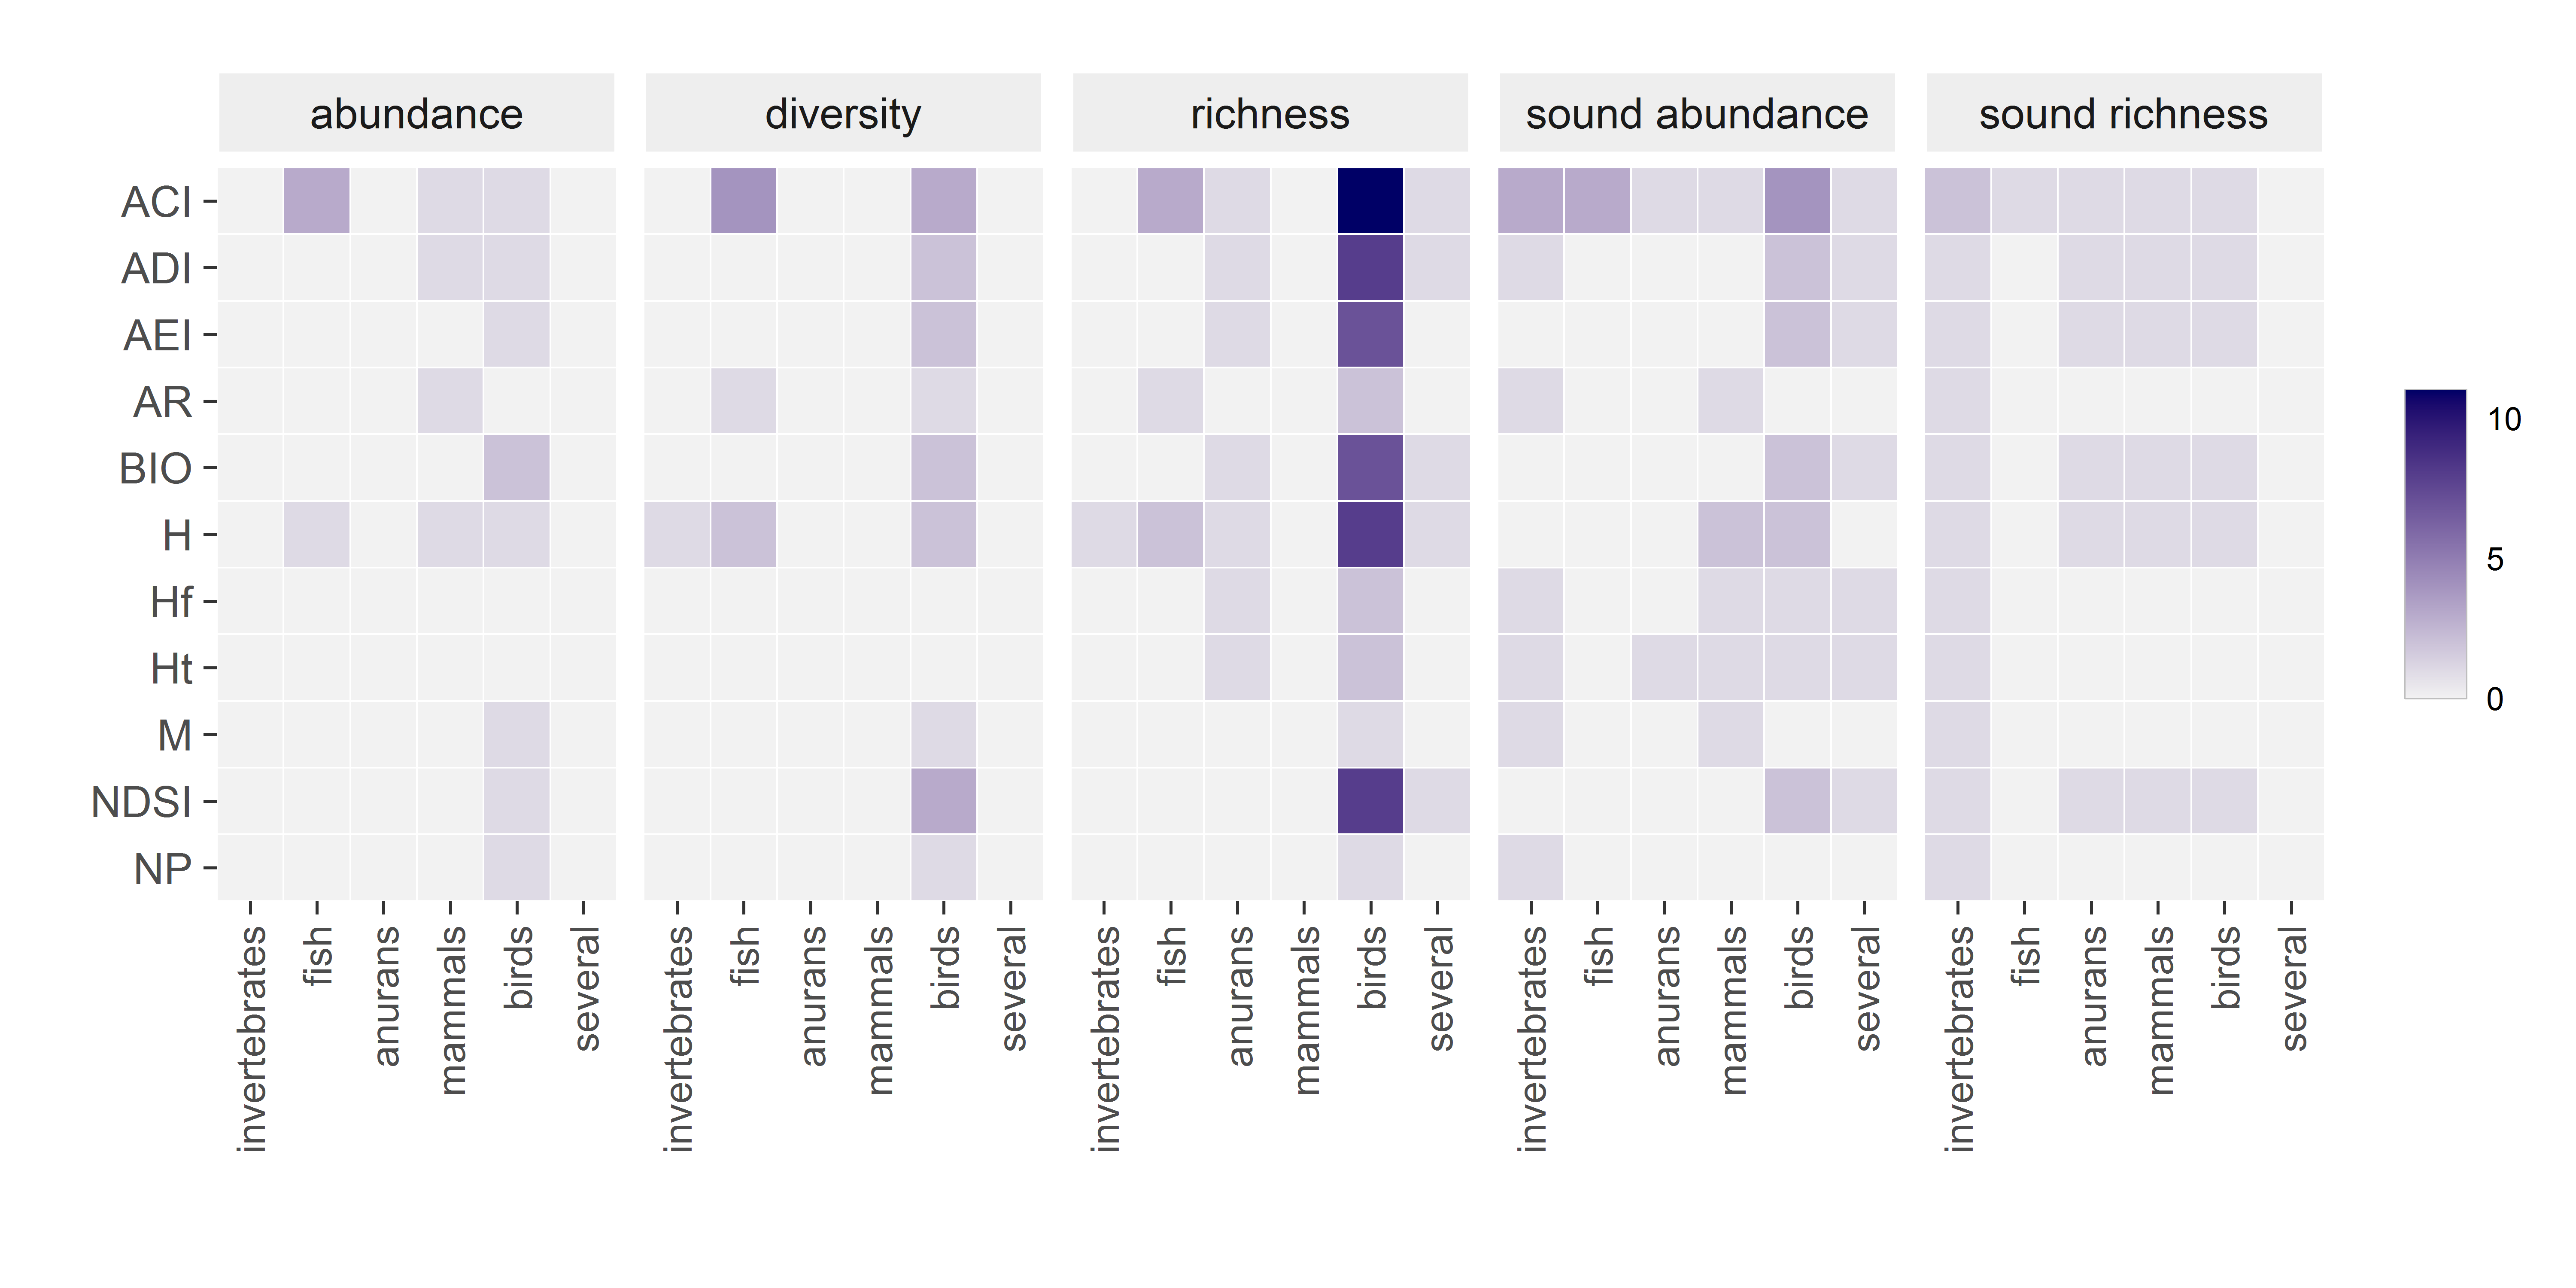 abundance diversity richness sound abundance sound richness
ACI
ADI
AEI
AR
BIO
H
Hf
Ht
M
NDSI
NP
10
5
0
invertebrates fish anurans mammals birds several invertebrates fish anurans mammals birds several invertebrates fish anurans mammals birds several invertebrates fish anurans mammals birds several invertebrates fish anurans mammals birds several